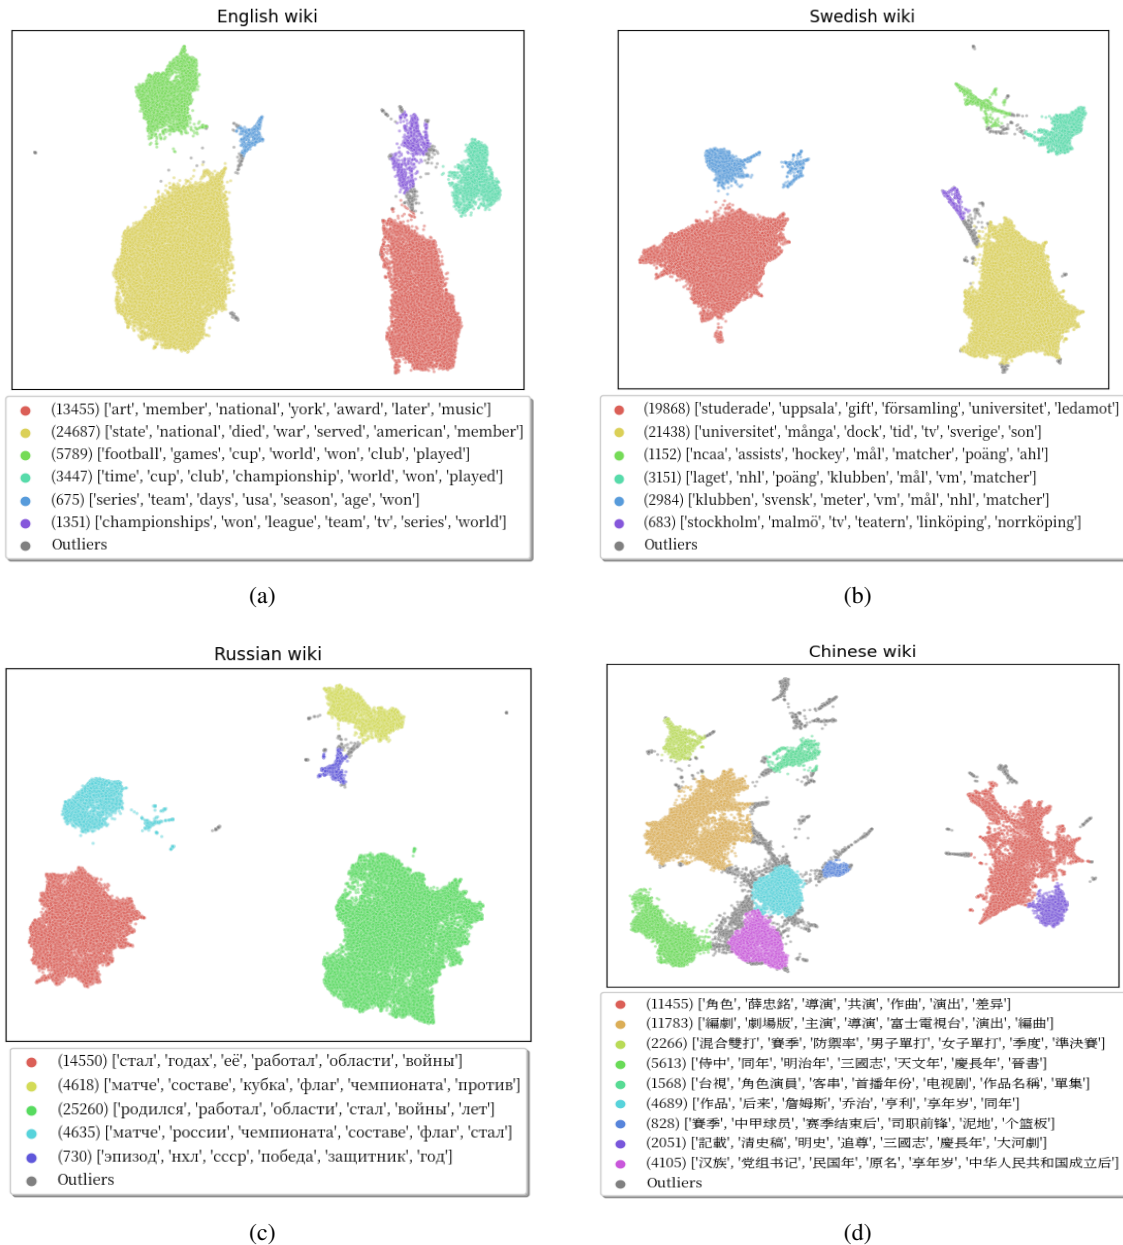 English wiki
(13455) ['art', 'member', 'national', 'york', 'award', 'later', 'music']
(24687) ['state', 'national', 'died', 'war', 'served', 'american', 'member']
(5789) ['football', 'games', 'cup', 'world', 'won', 'club', 'played']
(3447) ['time', 'cup', 'club', 'championship', 'world', 'won', 'played']
(675) ['series', 'team', 'days', 'usa', 'season', 'age', 'won']
(1351) ['championships', 'won', 'league', 'team', 'tv', 'series', 'world']
Outliers
(a)
Swedish wiki
(19868) ['studerade', 'uppsala', 'gift', 'församling', 'universitet', 'ledamot']
(21438) ['universitet', 'många', 'dock', 'tid', 'tv', 'sverige', 'son']
(1152) ['ncaa', 'assists', 'hockey', 'mål', 'matcher', 'poäng', 'ahl']
(3151) ['laget', 'nhl', 'poäng', 'klubben', 'mål', 'vm', 'matcher']
(2984) ['klubben', 'svensk', 'meter', 'vm', 'mål', 'nhl', 'matcher']
(683) ['stockholm', 'malmö', 'tv', 'teatern', 'linköping', 'norrköping']
Outliers
(b)
Russian wiki
(14550) ['стал', 'годах', 'её', 'работал', 'области', 'войны']
(4618) ['матче', 'составе', 'кубка', 'флаг', 'чемпионата', 'против']
(25260) ['родился', 'работал', 'области', 'стал', 'войны', 'лет']
(4635) ['матче', 'россии', 'чемпионата', 'составе', 'флаг', 'стал']
(730) ['эпизод', 'нхл', 'ссср', 'победа', 'защитник', 'год']
Outliers
(c)
Chinese wiki
(11455) ['角色', '薛忠銘', '導演', '共演', '作曲', '演出', '差异']
(11783) ['編劇', '劇場版', '主演', '導演', '富士電視台', '演出', '編曲']
(2266) ['混合雙打', '賽季', '防禦率', '男子單打', '女子單打', '季度', '準決賽']
(5613) ['侍中', '同年', '明治年', '三國志', '天文年', '慶長年', '晉書']
(1568) ['台視', '角色演員', '客串', '首播年份', '电视剧', '作品名稱', '單集']
(4689) ['作品', '后来', '詹姆斯', '乔治', '亨利', '享年岁', '同年']
(828) ['賽季', '中甲球员', '赛季结束后', '司职前锋', '泥地', '个篮板']
(2051) ['記載', '清史稿', '明史', '追尊', '三國志', '慶長年', '大河劇']
(4105) ['汉族', '党组书记', '民国年', '原名', '享年岁', '中华人民共和国成立后']
Outliers
(d)